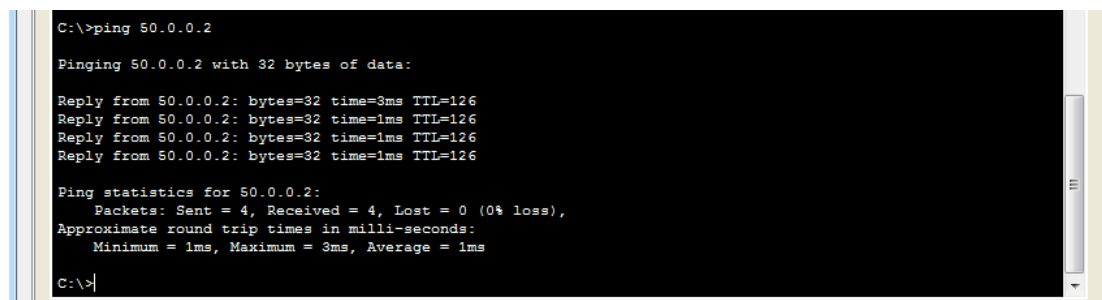 C:\>ping 50.0.0.2
Pinging 50.0.0.2 with 32 bytes of data:
Reply from 50.0.0.2: bytes=32 time=3ms TTL=126
Reply from 50.0.0.2: bytes=32 time=1ms TTL=126
Reply from 50.0.0.2: bytes=32 time=1ms TTL=126
Reply from 50.0.0.2: bytes=32 time=1ms TTL=126
Ping statistics for 50.0.0.2:
    Packets: Sent = 4, Received = 4, Lost = 0 (0% loss),
Approximate round trip times in milli-seconds:
    Minimum = 1ms, Maximum = 3ms, Average = 1ms
C:\>